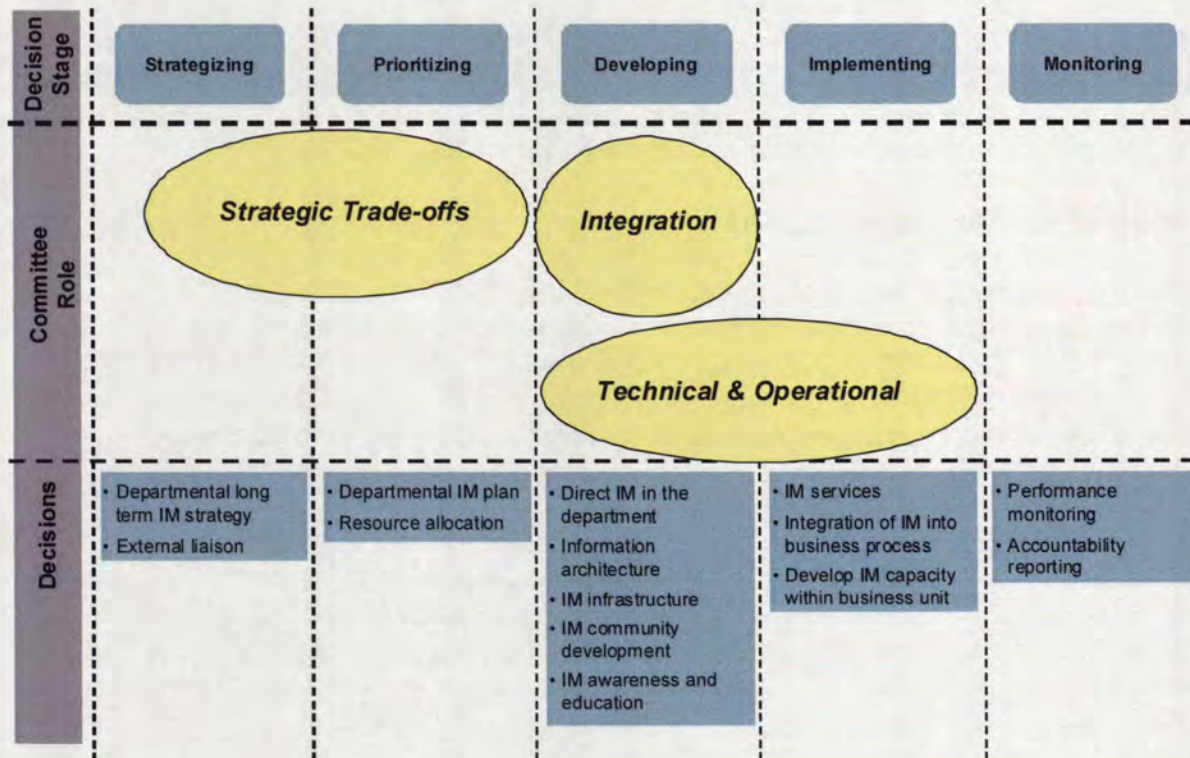 Decision
Stage
Strategizing
Prioritizing
Developing
Implementing
Monitoring
Committee
Role
Strategic Trade-offs
Integration
Technical & Operational
Decisions
• Departmental long
term IM strategy
• External liaison
• Departmental IM plan
• Resource allocation
• Direct IM in the
department
• Information
architecture
• IM infrastructure
• IM community
development
• IM awareness and
education
• IM services
• Integration of IM into
business process
• Develop IM capacity
within business unit
• Performance
monitoring
• Accountability
reporting